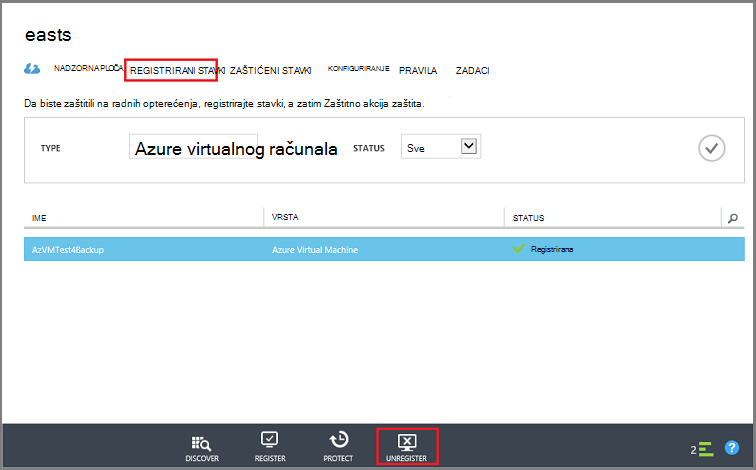 easts
NADZORNA PLOČA REGISTRIRANI STAVKI ZAŠTIĆENI STAVKI KONFIGURIRANJE PRAVILA ZADACI
Da biste zaštitili na radnih opterećenja, registrirajte stavki, a zatim Zaštitno akcija zaštita.
TYPE Azure virtualnog računala STATUS Sve
IME VRSTA STATUS
AzVMTest4Backup Azure Virtual Machine Registrirana
DISCOVER REGISTER PROTECT UNREGISTER 2 ?